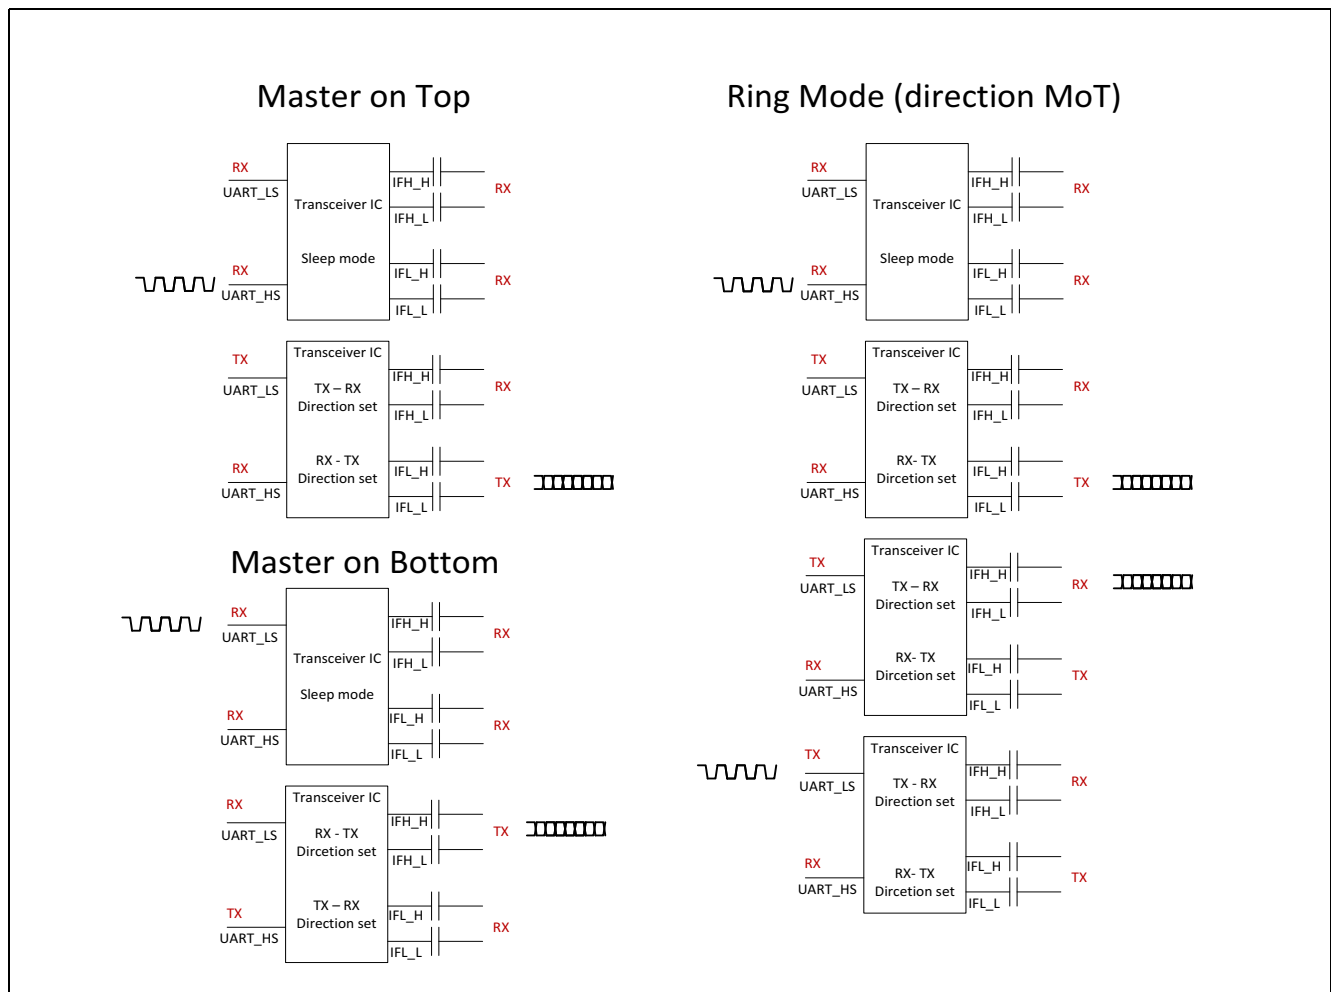 Master on Top
RX
UART_LS
Transceiver IC
Sleep mode
RX
UART_HS
IFH_H
IFH_L
RX
IFL_H
IFL_L
RX
TX
UART_LS
Transceiver IC
TX – RX
Direction set
RX - TX
Direction set
RX
UART_HS
IFH_H
IFH_L
RX
IFL_H
IFL_L
TX
Master on Bottom
RX
UART_LS
Transceiver IC
Sleep mode
RX
UART_HS
IFH_H
IFH_L
RX
IFL_H
IFL_L
RX
RX
UART_LS
Transceiver IC
RX - TX
Dircetion set
TX – RX
Direction set
TX
UART_HS
IFH_H
IFH_L
TX
IFL_H
IFL_L
RX
Ring Mode (direction MoT)
RX
UART_LS
Transceiver IC
Sleep mode
RX
UART_HS
IFH_H
IFH_L
RX
IFL_H
IFL_L
RX
TX
UART_LS
Transceiver IC
TX – RX
Direction set
RX- TX
Dircetion set
RX
UART_HS
IFH_H
IFH_L
RX
IFL_H
IFL_L
TX
TX
UART_LS
Transceiver IC
TX – RX
Direction set
RX- TX
Dircetion set
RX
UART_HS
IFH_H
IFH_L
RX
IFL_H
IFL_L
TX
TX
UART_LS
Transceiver IC
TX - RX
Direction set
RX- TX
Dircetion set
RX
UART_HS
IFH_H
IFH_L
RX
IFL_H
IFL_L
TX